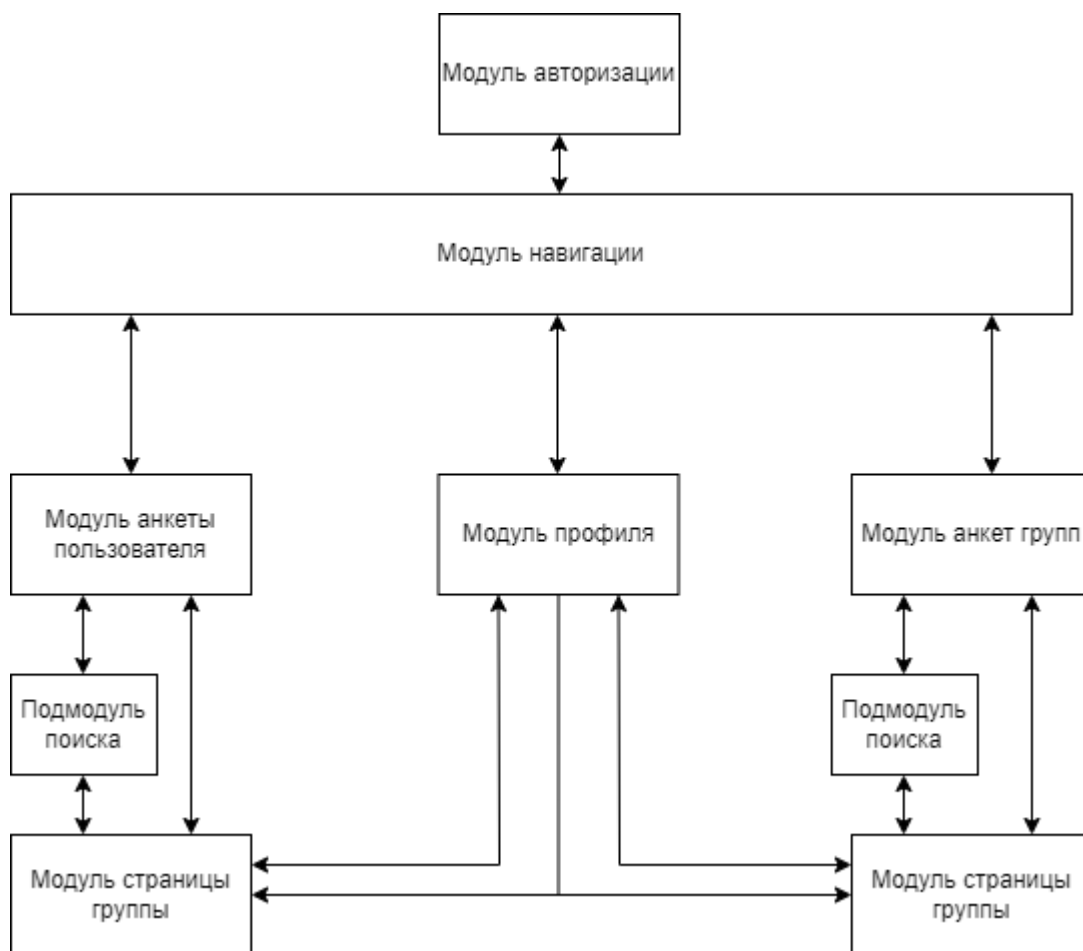 Модуль авторизации
Модуль навигации
Модуль анкеты
пользователя
Модуль профиля
Модуль анкет групп
Подмодуль
поиска
Подмодуль
поиска
Модуль страницы
группы
Модуль страницы
группы